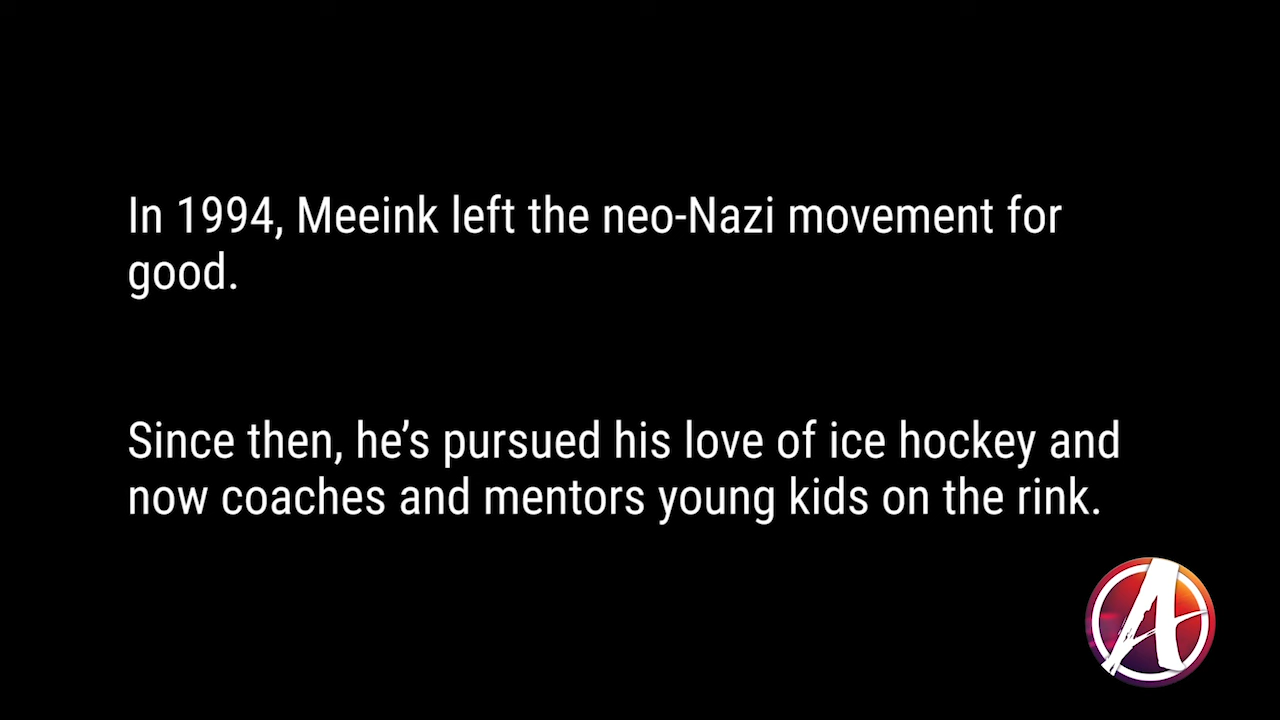 In 1994, Meeink left the neo-Nazi movement for
good.
Since then, he’s pursued his love of ice hockey and
now coaches and mentors young kids on the rink.
A